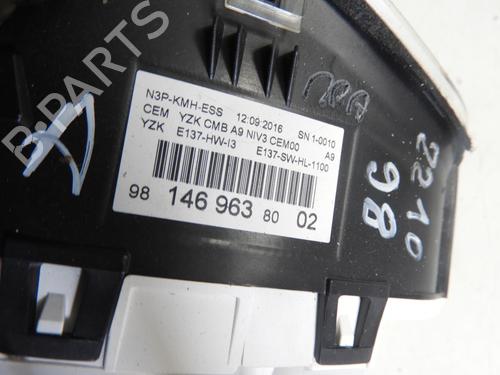 N3P-KMH-ESS 12:09:2016 SN 1-0010
CEM YZK CMB A9 NIV3 CEM00 A9
YZK E137-HW-I3 E137-SW-HL-1100
98 146 963 80 02
2210
98
B-PARTS